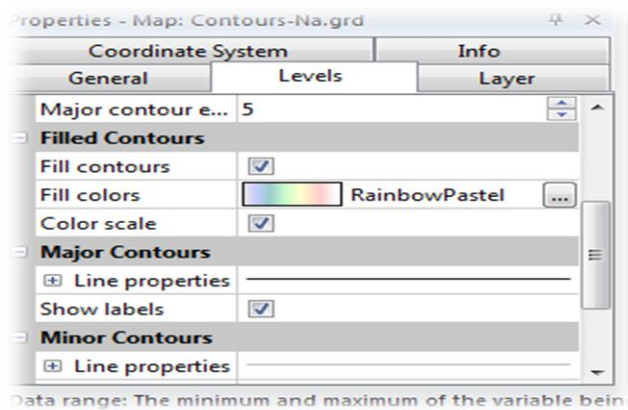 Properties - Map: Contours-Na.grd
Coordinate System Info
General Levels Layer
Major contour e... 5
Filled Contours
Fill contours
Fill colors RainbowPastel ...
Color scale
Major Contours
Line properties
Show labels
Minor Contours
Line properties
Data range: The minimum and maximum of the variable bein